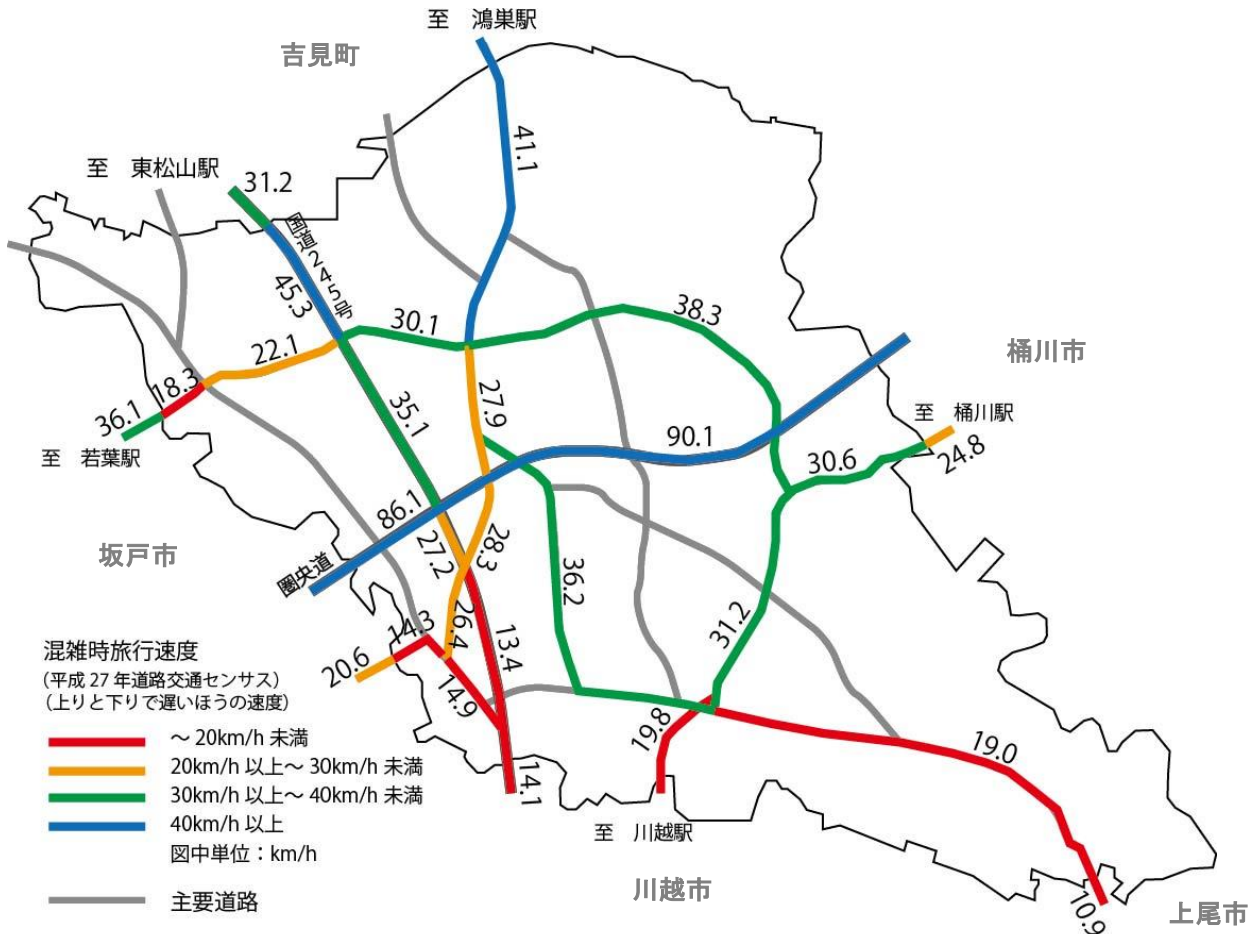 至 鴻巣駅
吉見町
41.1
至 東松山駅
31.2
国道245号
45.3
38.3
30.1
22.1
桶川市
18.3
27.9
36.1
35.1
至 桶川駅
90.1
至 若葉駅
30.6
24.8
86.1
坂戸市
27.2
28.3
圏央道
36.2
26.4
31.2
14.3
13.4
混雑時旅行速度
20.6
(平成27年道路交通センサス)
14.9
(上りと下りで遅いほうの速度)
19.8
～20km/h 未満
19.0
20km/h 以上～30km/h 未満
14.1
30km/h 以上～40km/h 未満
40km/h 以上
至 川越駅
図中単位：km/h
川越市
主要道路
10.9
上尾市